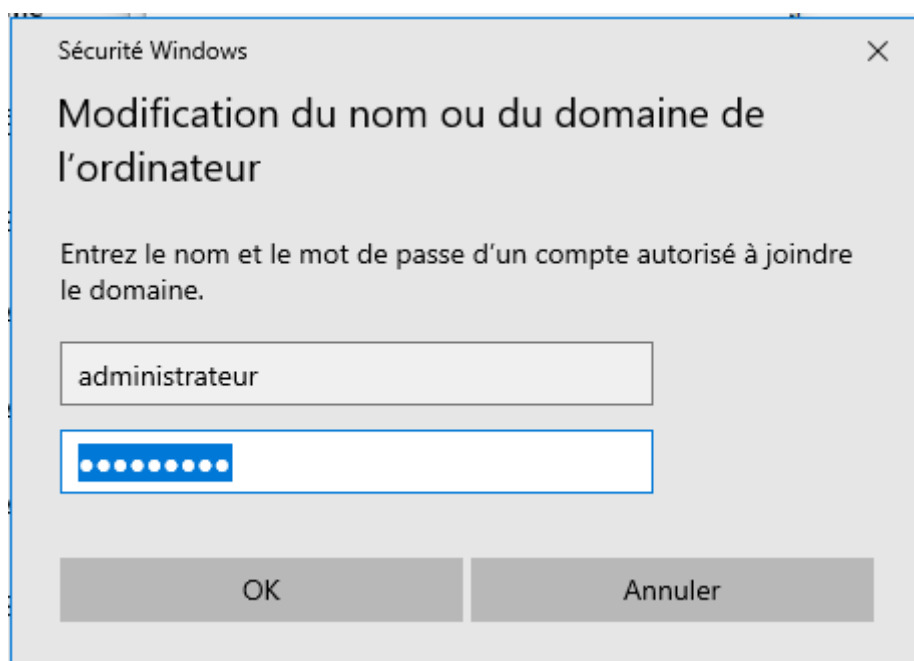 Sécurité Windows
Modification du nom ou du domaine de
l'ordinateur
Entrez le nom et le mot de passe d'un compte autorisé à joindre
le domaine.
administrateur
●●●●●●●●●
OK
Annuler